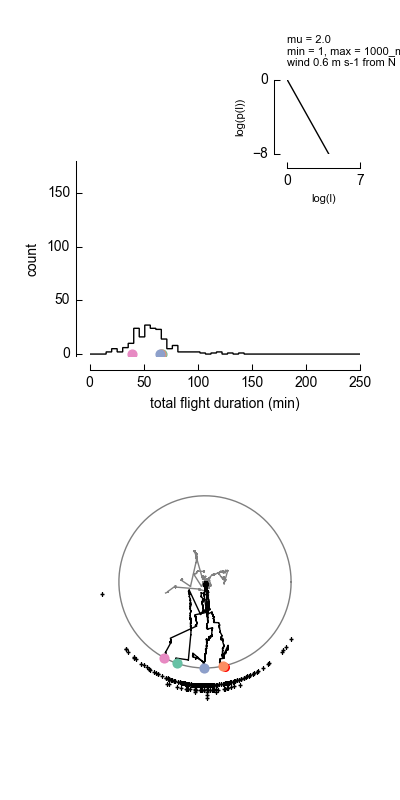 mu = 2.0
min = 1, max = 1000_m
wind 0.6 m s-1 from N
0
log(p(l))
−8
0
7
log(l)
150
100
count
50
0
0
50
100
150
200
250
total flight duration (min)